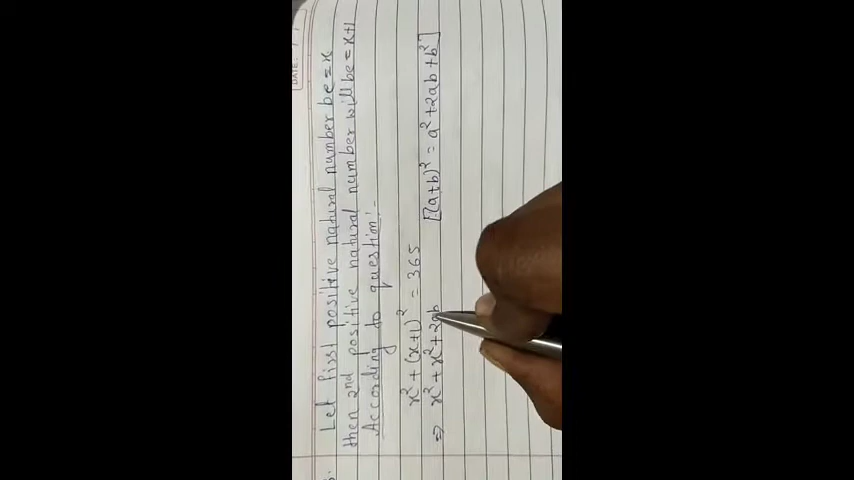 DATE:
Let first positive natural number be = x
then 2nd positive natural number will be = x+1
According to question:-
x² + (x+1)² = 365
⇒ x² + x² + 2ab [(a+b)² = a² + 2ab + b²]